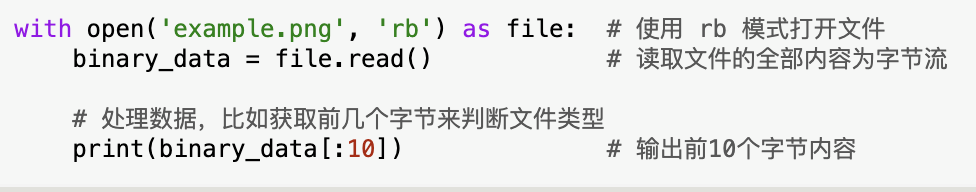 with open('example.png', 'rb') as file:  # 使用 rb 模式打开文件
    binary_data = file.read()            # 读取文件的全部内容为字节流
    # 处理数据，比如获取前几个字节来判断文件类型
    print(binary_data[:10])              # 输出前10个字节内容